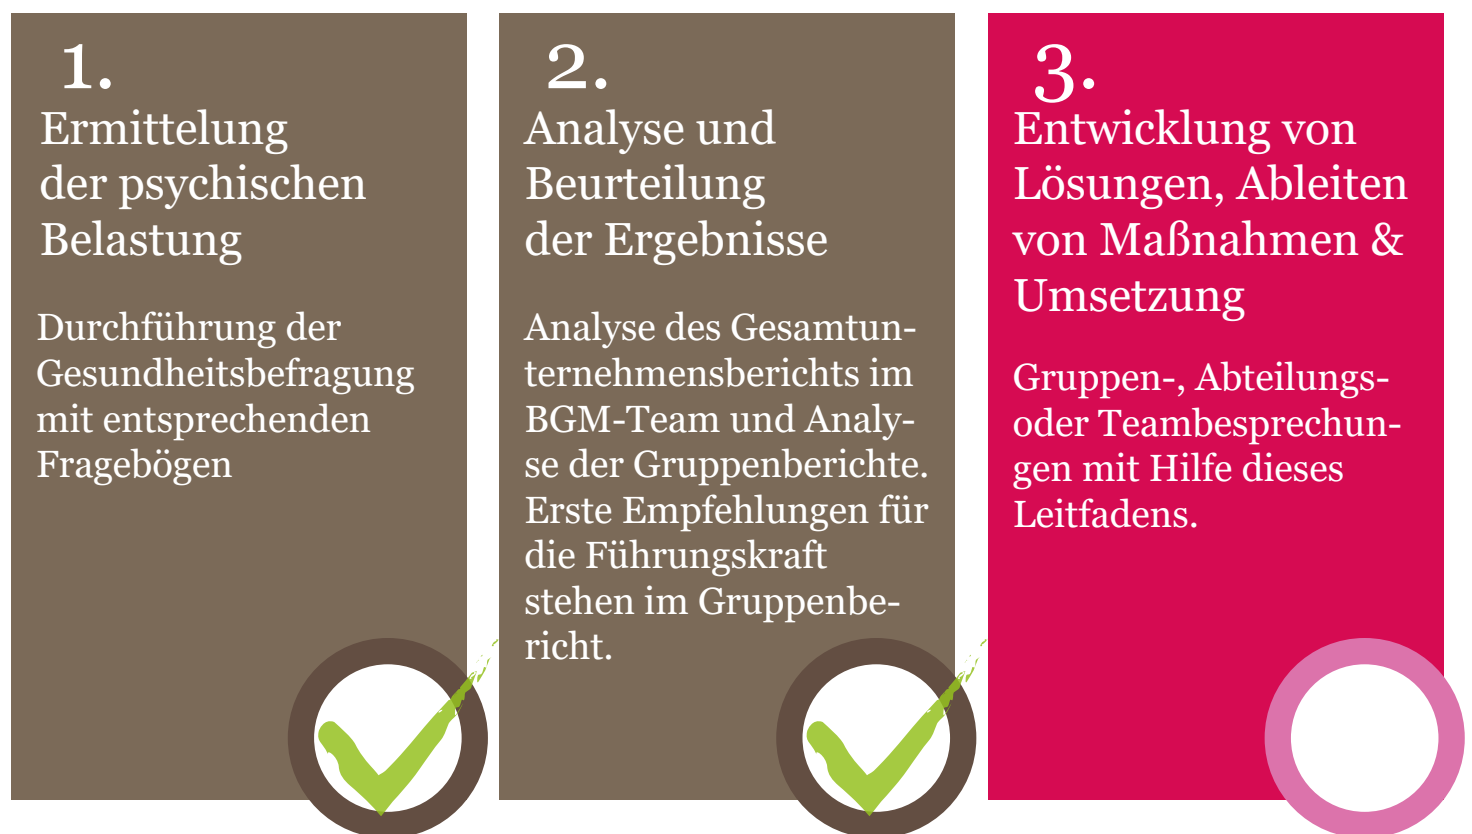 1.
Ermittelung
der psychischen
Belastung
Durchführung der
Gesundheitsbefragung
mit entsprechenden
Fragebögen
2.
Analyse und
Beurteilung
der Ergebnisse
Analyse des Gesamtun-
ternehmensberichts im
BGM-Team und Analy-
se der Gruppenberichte.
Erste Empfehlungen für
die Führungskraft
stehen im Gruppenbe-
richt.
3.
Entwicklung von
Lösungen, Ableiten
von Maßnahmen &
Umsetzung
Gruppen-, Abteilungs-
oder Teambesprechun-
gen mit Hilfe dieses
Leitfadens.